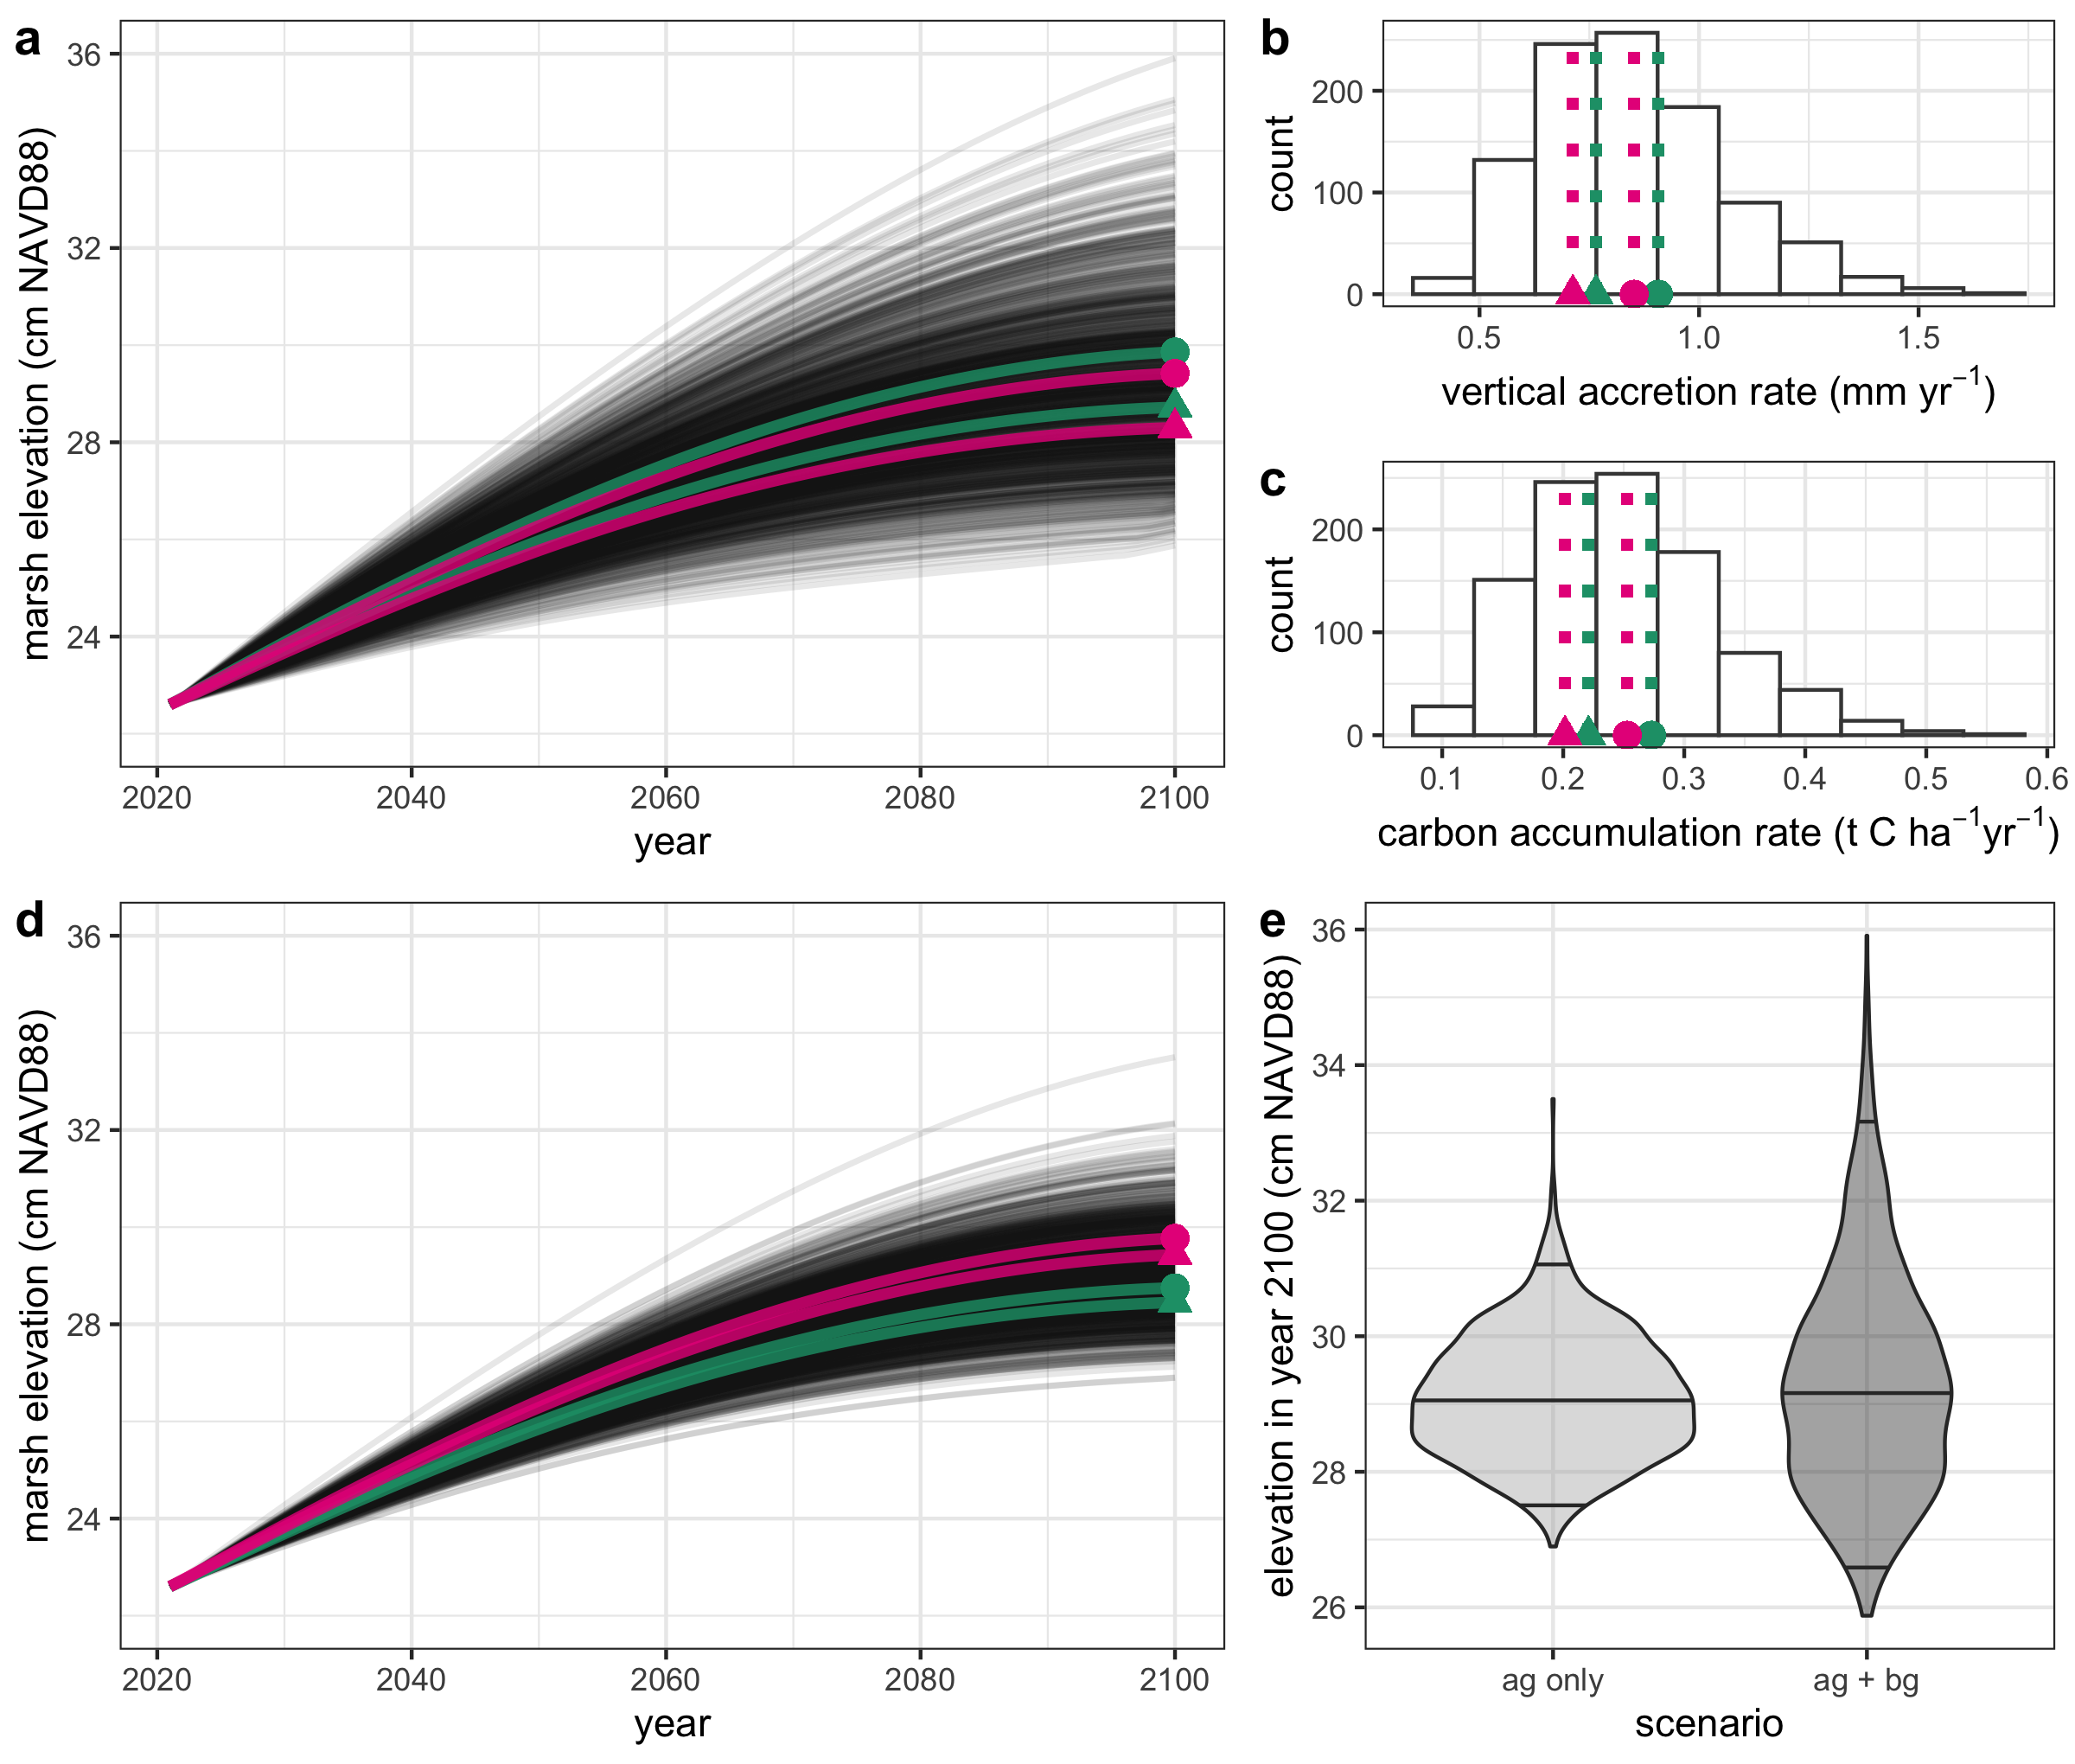 a
36
32
28
24
marsh elevation (cm NAVD88)
2020 2040 2060 2080 2100
year
b
200
100
0
count
0.5 1.0 1.5
vertical accretion rate (mm yr⁻¹)
c
200
100
0
count
0.1 0.2 0.3 0.4 0.5 0.6
carbon accumulation rate (t C ha⁻¹yr⁻¹)
d
36
32
28
24
marsh elevation (cm NAVD88)
2020 2040 2060 2080 2100
year
e
36
34
32
30
28
26
elevation in year 2100 (cm NAVD88)
ag only ag + bg
scenario